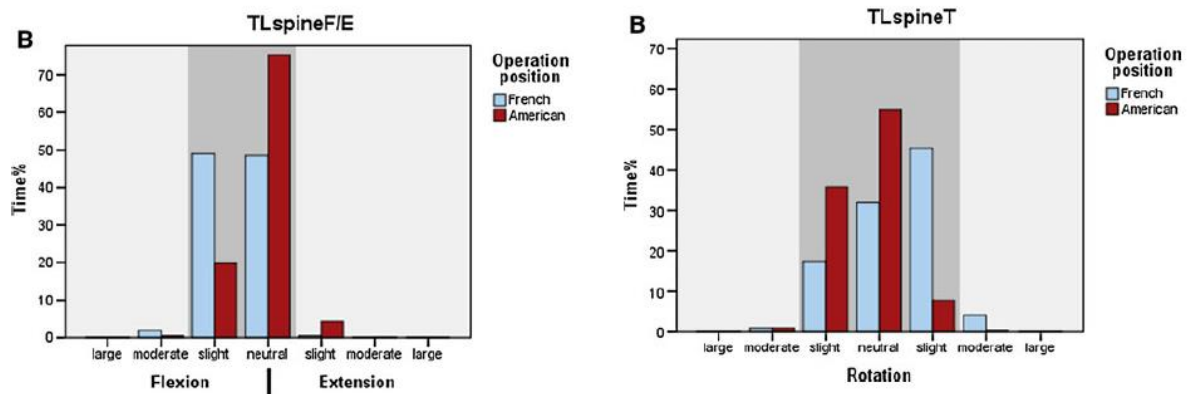 B
TLspineF/E
Time%
70
60
50
40
30
20
10
0
large moderate slight neutral slight moderate large
Flexion Extension
Operation
position
French
American
B
TLspineT
Time%
70
60
50
40
30
20
10
0
large moderate slight neutral slight moderate large
Rotation
Operation
position
French
American